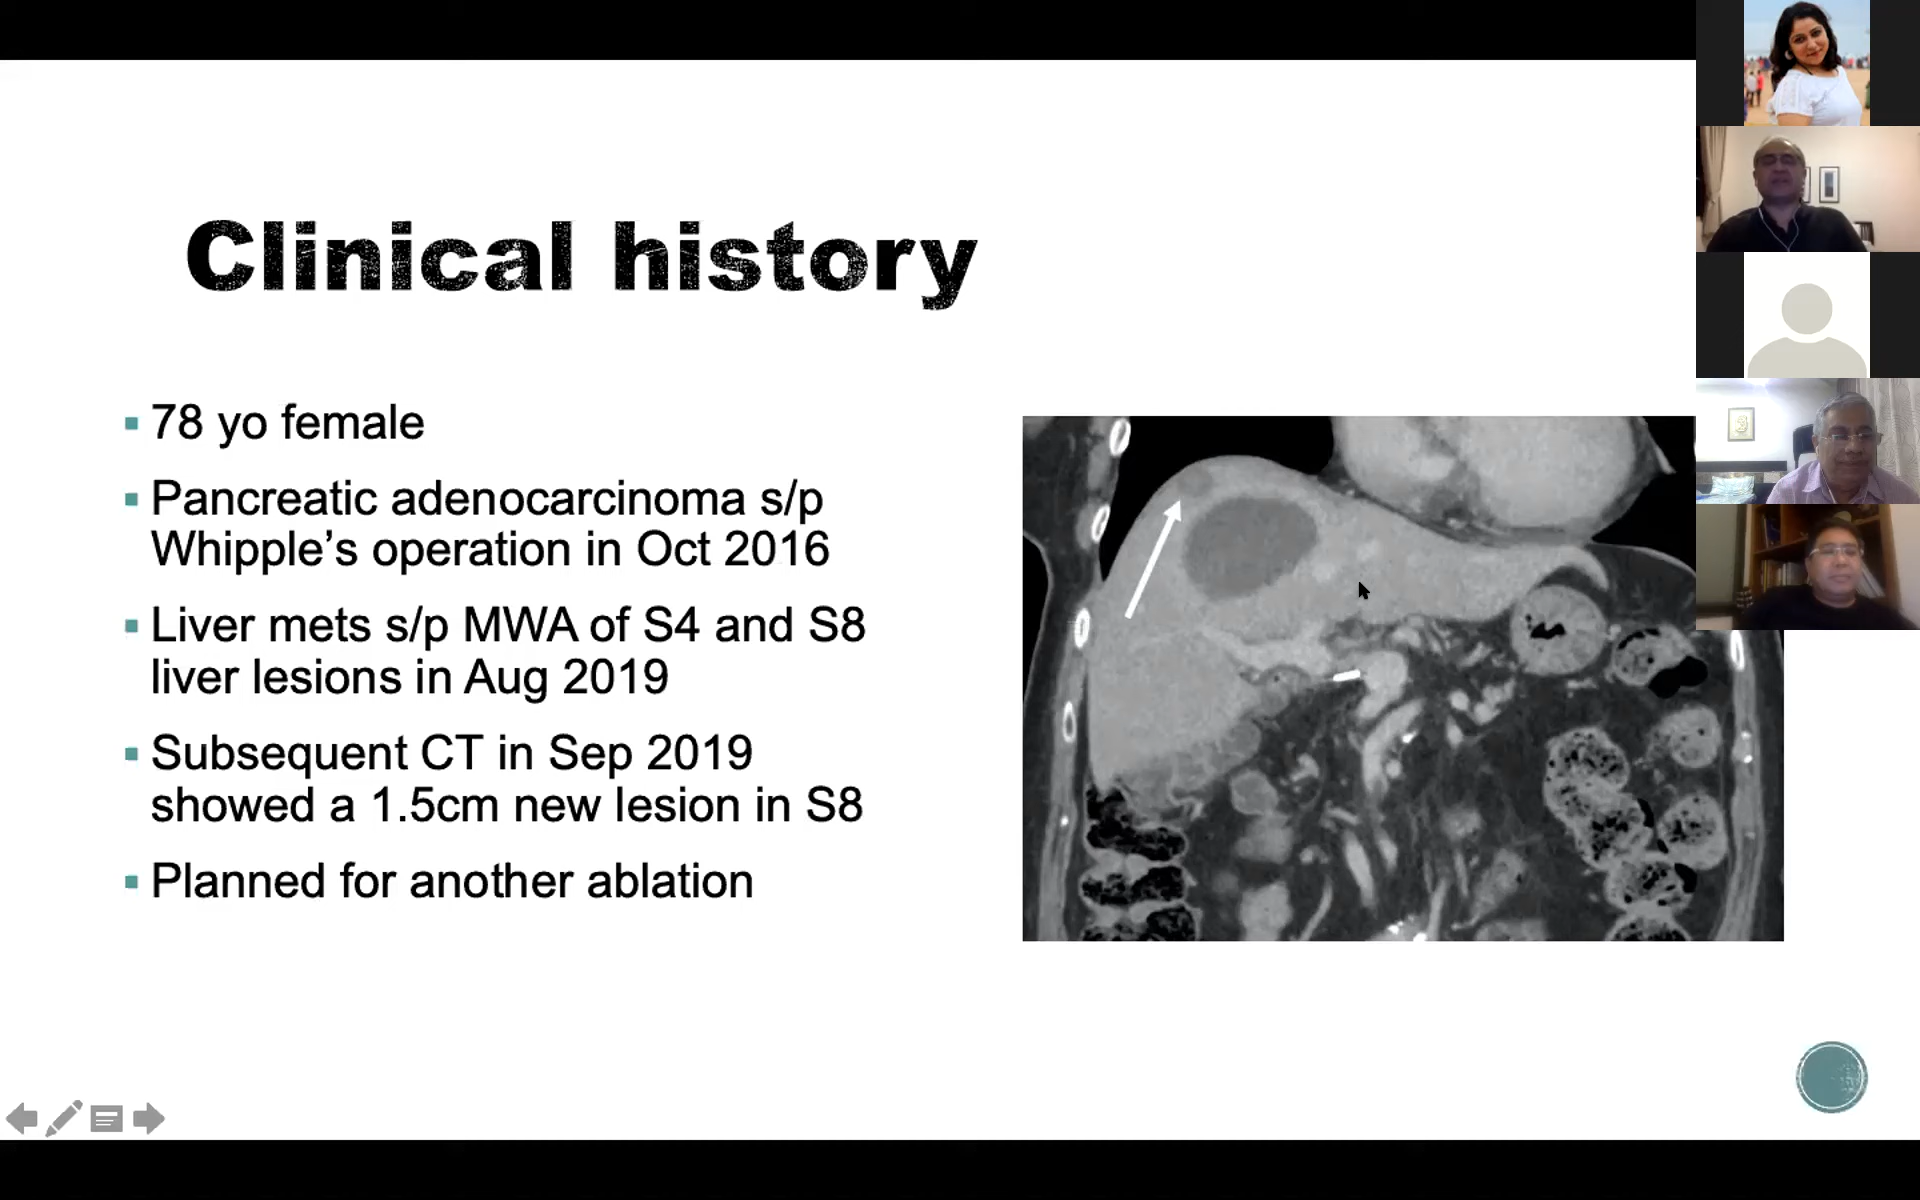 Clinical history
78 yo female
Pancreatic adenocarcinoma s/p
Whipple’s operation in Oct 2016
Liver mets s/p MWA of S4 and S8
liver lesions in Aug 2019
Subsequent CT in Sep 2019
showed a 1.5cm new lesion in S8
Planned for another ablation